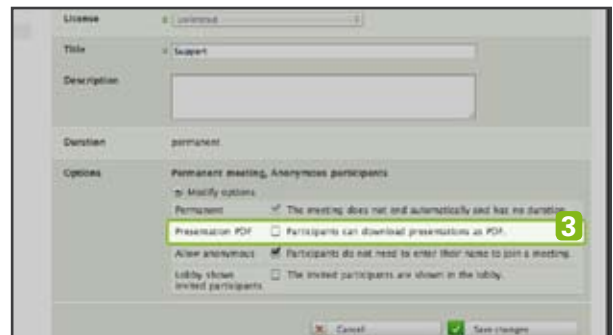 License unlimited
Title Support
Description
Duration permanent
Options Permanent meeting, Anonymous participants
Modify options
Permanent The meeting does not end automatically and has no duration.
Presentation PDF Participants can download presentations as PDF. 3
Allow anonymous Participants do not need to enter their name to join a meeting.
Lobby shows invited participants The invited participants are shown in the lobby.
Cancel Save changes